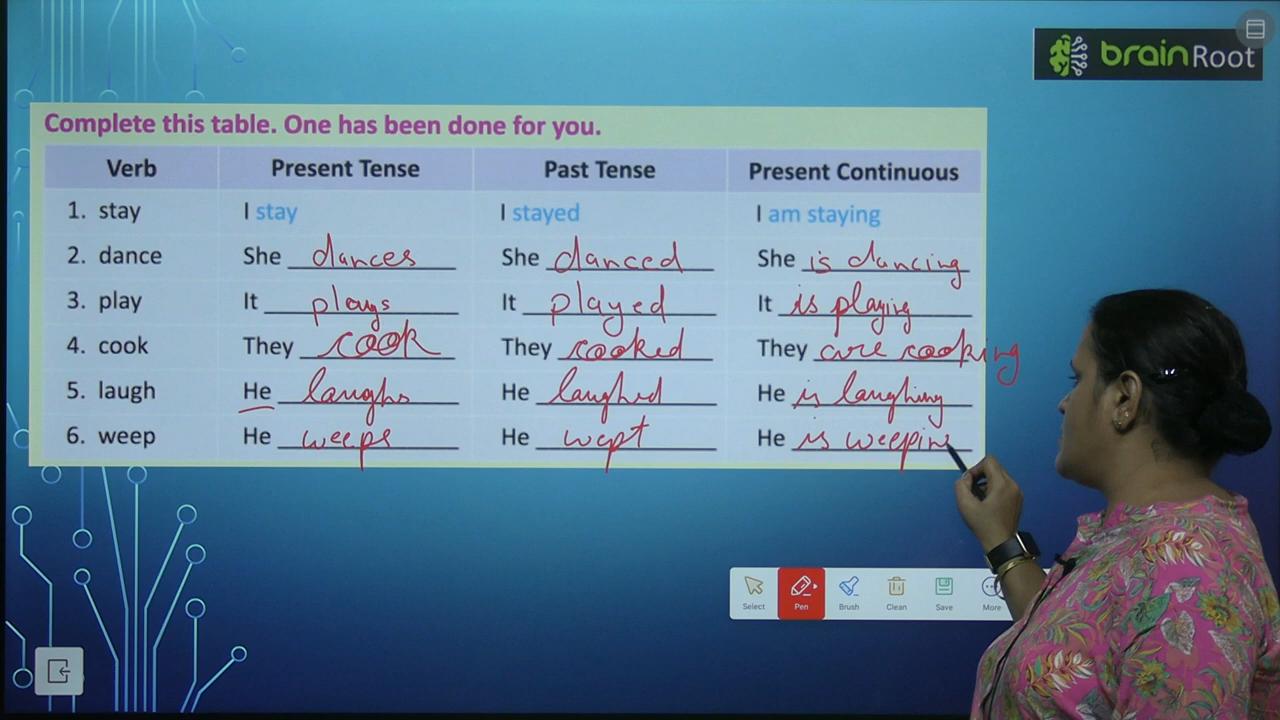 brainRoot
Complete this table. One has been done for you.
Verb Present Tense Past Tense Present Continuous
1. stay I stay I stayed I am staying
2. dance She dances She danced She is dancing
3. play It plays It played It is playing
4. cook They cook They cooked They are cooking
5. laugh He laughs He laughed He is laughing
6. weep He weeps He wept He is weepin
Select Pen Brush Clean Save More